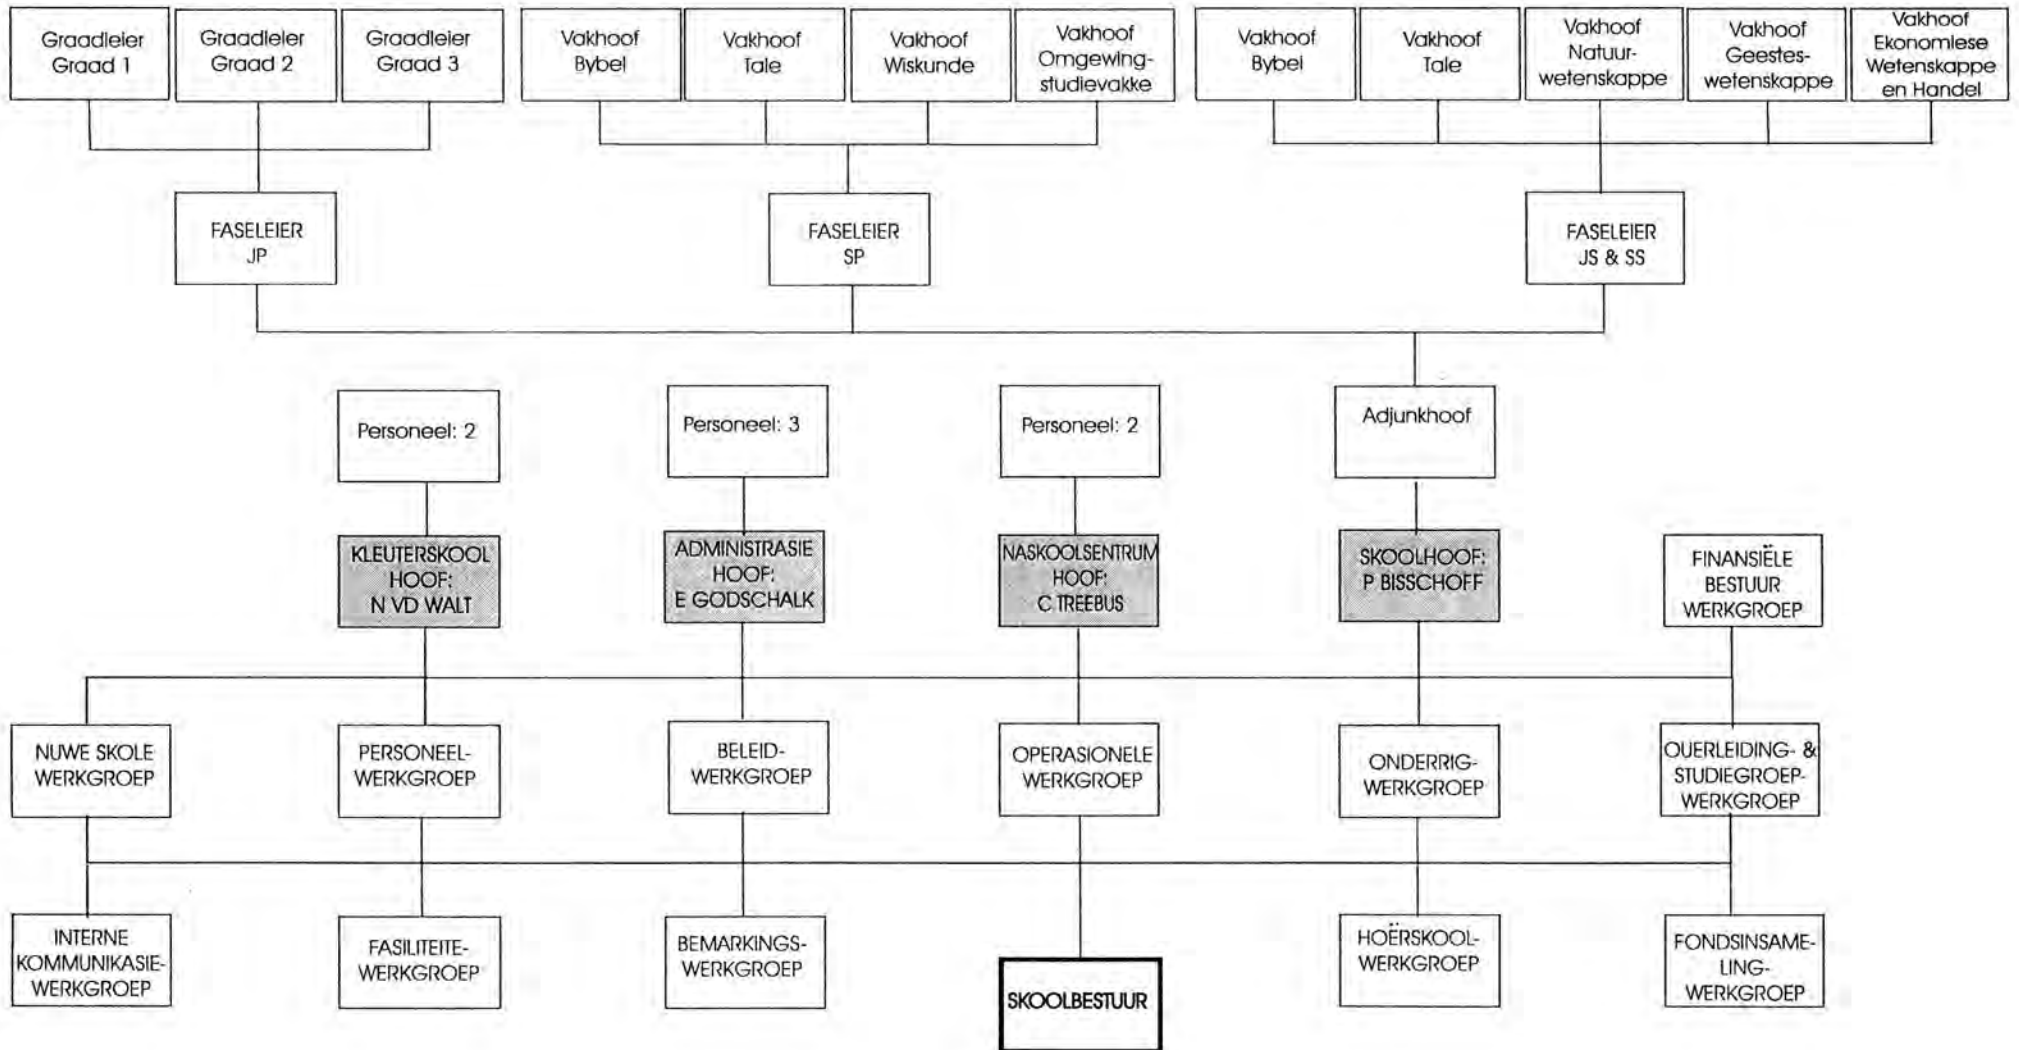 Graadleier
Graad 1
Graadleier
Graad 2
Graadleier
Graad 3
Vakhoof
Bybel
Vakhoof
Tale
Vakhoof
Wiskunde
Vakhoof
Omgewing-
studievakke
Vakhoof
Bybel
Vakhoof
Tale
Vakhoof
Natuur-
wetenskappe
Vakhoof
Geestes-
wetenskappe
Vakhoof
Ekonomiese
Wetenskappe
en Handel
FASELEIER
JP
FASELEIER
SP
FASELEIER
JS & SS
Personeel: 2
Personeel: 3
Personeel: 2
Adjunkhoof
KLEUTERSKOOL
HOOF:
N VD WALT
ADMINISTRASIE
HOOF:
E GODSCHALK
NASKOOLSENTRUM
HOOF:
C TREEBUS
SKOOLHOOF:
P BISSCHOFF
FINANSIËLE
BESTUUR
WERKGROEP
NUWE SKOLE
WERKGROEP
PERSONEEL-
WERKGROEP
BELEID-
WERKGROEP
OPERASIONELE
WERKGROEP
ONDERRIG-
WERKGROEP
OUERLEIDING- &
STUDIEGROEP-
WERKGROEP
INTERNE
KOMMUNIKASIE-
WERKGROEP
FASILITEITE-
WERKGROEP
BEMARKINGS-
WERKGROEP
SKOOLBESTUUR
HOËRSKOOL-
WERKGROEP
FONDSINSAME-
LING-
WERKGROEP